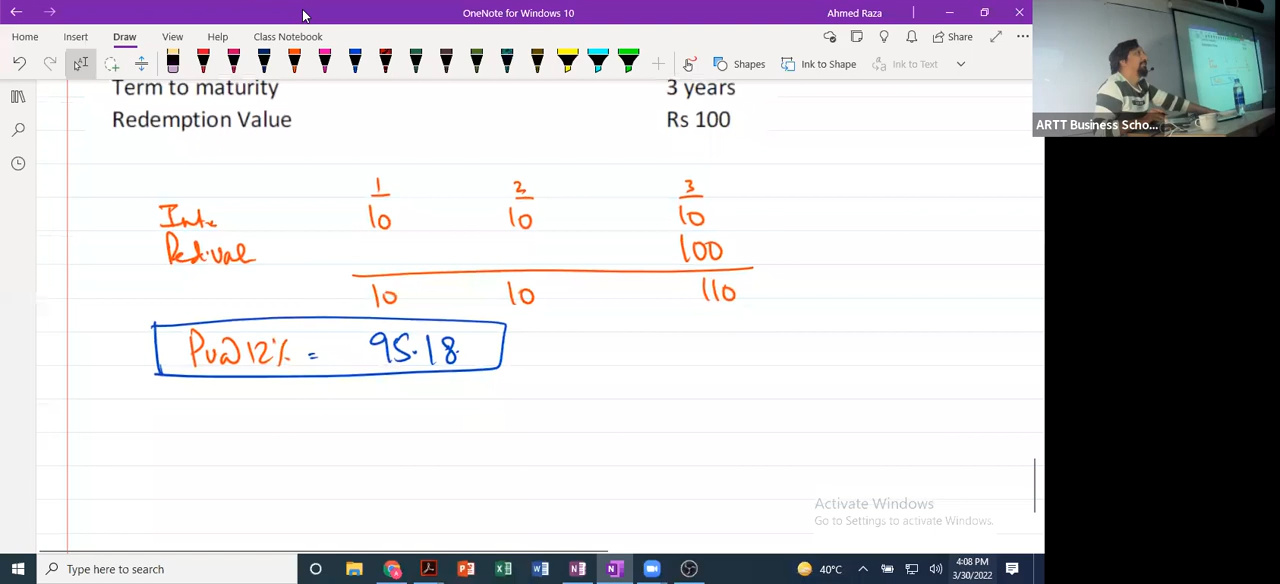 OneNote for Windows 10
Ahmed Raza
Home Insert Draw View Help Class Notebook
Share
Shapes Ink to Shape Ink to Text
ARTT Business Scho...
Term to maturity 3 years
Redemption Value Rs 100
1 2 3
Inte 10 10 10
Red.val 100
10 10 110
PV@12% = 95.18
Activate Windows
Go to Settings to activate Windows.
Type here to search
40°C
4:08 PM
3/30/2022